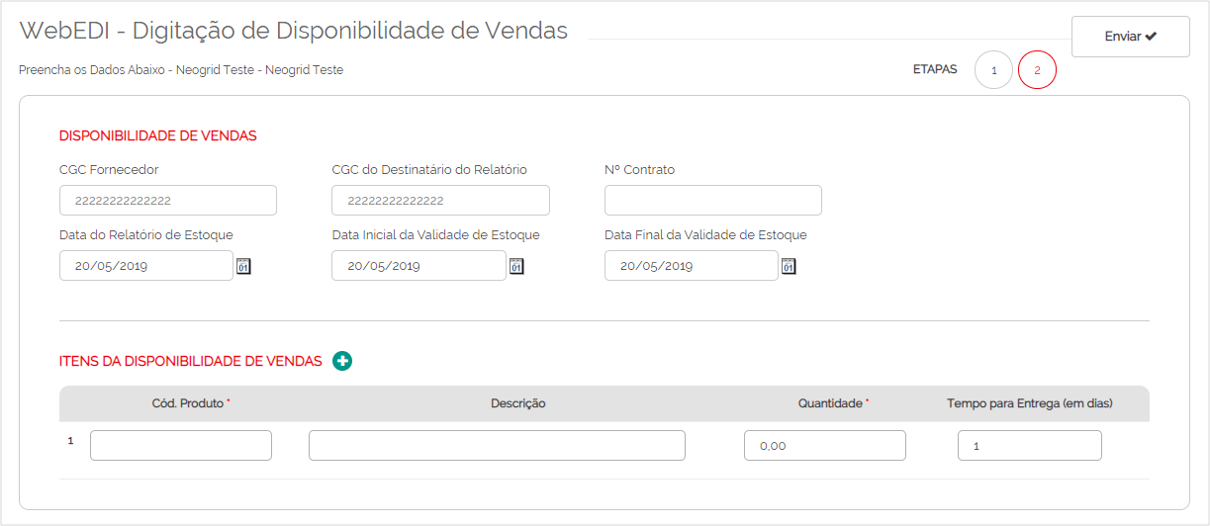 WebEDI - Digitação de Disponibilidade de Vendas
Enviar ✔
Preencha os Dados Abaixo - Neogrid Teste - Neogrid Teste
ETAPAS 1 2
DISPONIBILIDADE DE VENDAS
CGC Fornecedor CGC do Destinatário do Relatório Nº Contrato
22222222222222 22222222222222
Data do Relatório de Estoque Data Inicial da Validade de Estoque Data Final da Validade de Estoque
20/05/2019 01 20/05/2019 01 20/05/2019 01
ITENS DA DISPONIBILIDADE DE VENDAS
Cód. Produto * Descrição Quantidade * Tempo para Entrega (em dias)
1 0,00 1